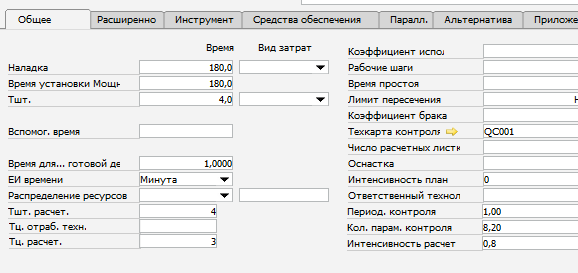 Общее Расширенно Инструмент Средства обеспечения Паралл. Альтернатива Приложе
Время Вид затрат
Наладка 180,0
Время установки Мощн 180,0
Тшт. 4,0
Вспомог. время
Время для... готовой де 1,0000
ЕИ времени Минута
Распределение ресурсов
Тшт. расчет. 4
Тц. отраб. техн.
Тц. расчет. 3
Коэффициент испол
Рабочие шаги
Время простоя
Лимит пересечения Н
Коэффициент брака
Техкарта контроля QC001
Число расчетных листк
Оснастка
Интенсивность план 0
Ответственный технол
Период. контроля 1,00
Кол. парам. контроля 8,20
Интенсивность расчет 0,8